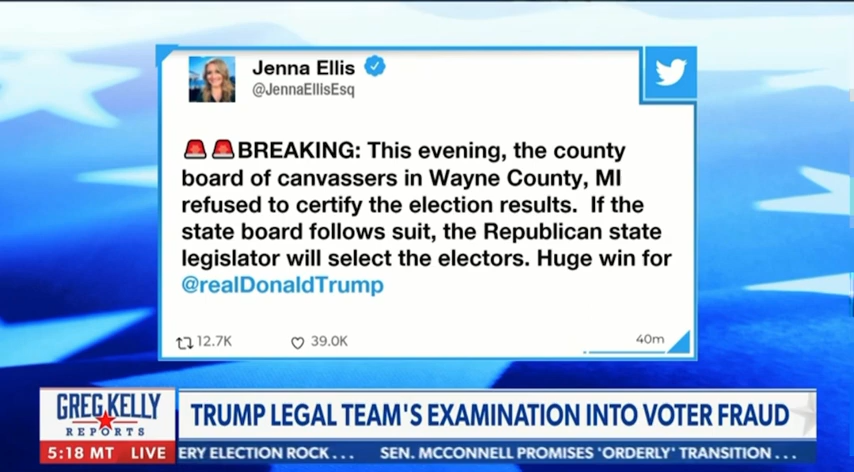 Jenna Ellis
@JennaEllisEsq
🚨🚨BREAKING: This evening, the county
board of canvassers in Wayne County, MI
refused to certify the election results. If the
state board follows suit, the Republican state
legislator will select the electors. Huge win for
@realDonaldTrump
12.7K 39.0K 40m
GREG KELLY
REPORTS
TRUMP LEGAL TEAM'S EXAMINATION INTO VOTER FRAUD
5:18 MT LIVE ERY ELECTION ROCK... SEN. MCCONNELL PROMISES 'ORDERLY' TRANSITION...